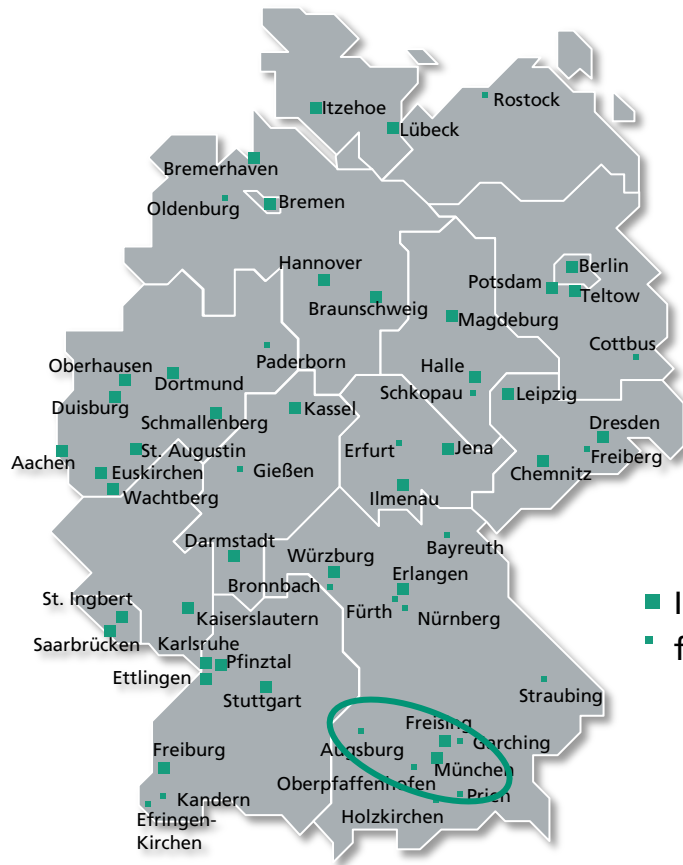 Itzehoe
Rostock
Lübeck
Bremerhaven
Oldenburg
Bremen
Hannover
Berlin
Potsdam
Teltow
Braunschweig
Magdeburg
Cottbus
Paderborn
Oberhausen
Dortmund
Halle
Schkopau
Leipzig
Duisburg
Kassel
Schmallenberg
Dresden
St. Augustin
Erfurt
Jena
Freiberg
Aachen
Gießen
Chemnitz
Euskirchen
Wachtberg
Ilmenau
Darmstadt
Würzburg
Bayreuth
Bronnbach
Erlangen
St. Ingbert
Kaiserslautern
Fürth
Nürnberg
Saarbrücken
Karlsruhe
Pfinztal
Ettlingen
Stuttgart
Straubing
Freising
Augsburg
Garching
Freiburg
München
Oberpfaffenhofen
Kandern
Prien
Efringen-
Kirchen
Holzkirchen
f